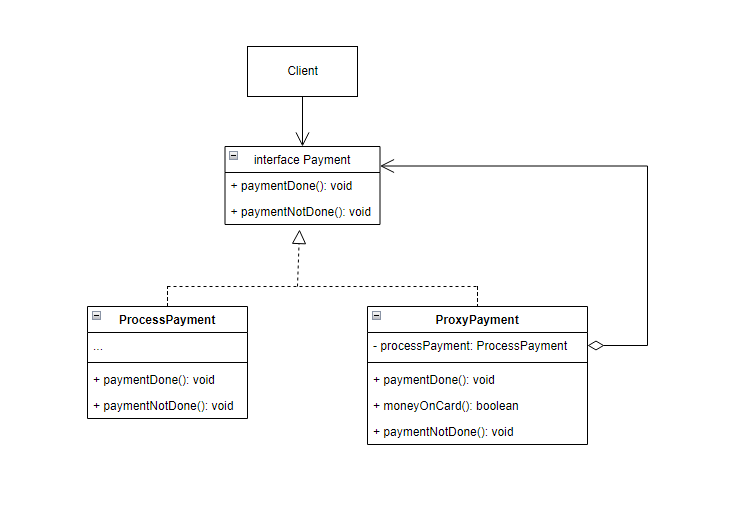 Client
interface Payment
+ paymentDone(): void
+ paymentNotDone(): void
ProcessPayment
...
+ paymentDone(): void
+ paymentNotDone(): void
ProxyPayment
- processPayment: ProcessPayment
+ paymentDone(): void
+ moneyOnCard(): boolean
+ paymentNotDone(): void